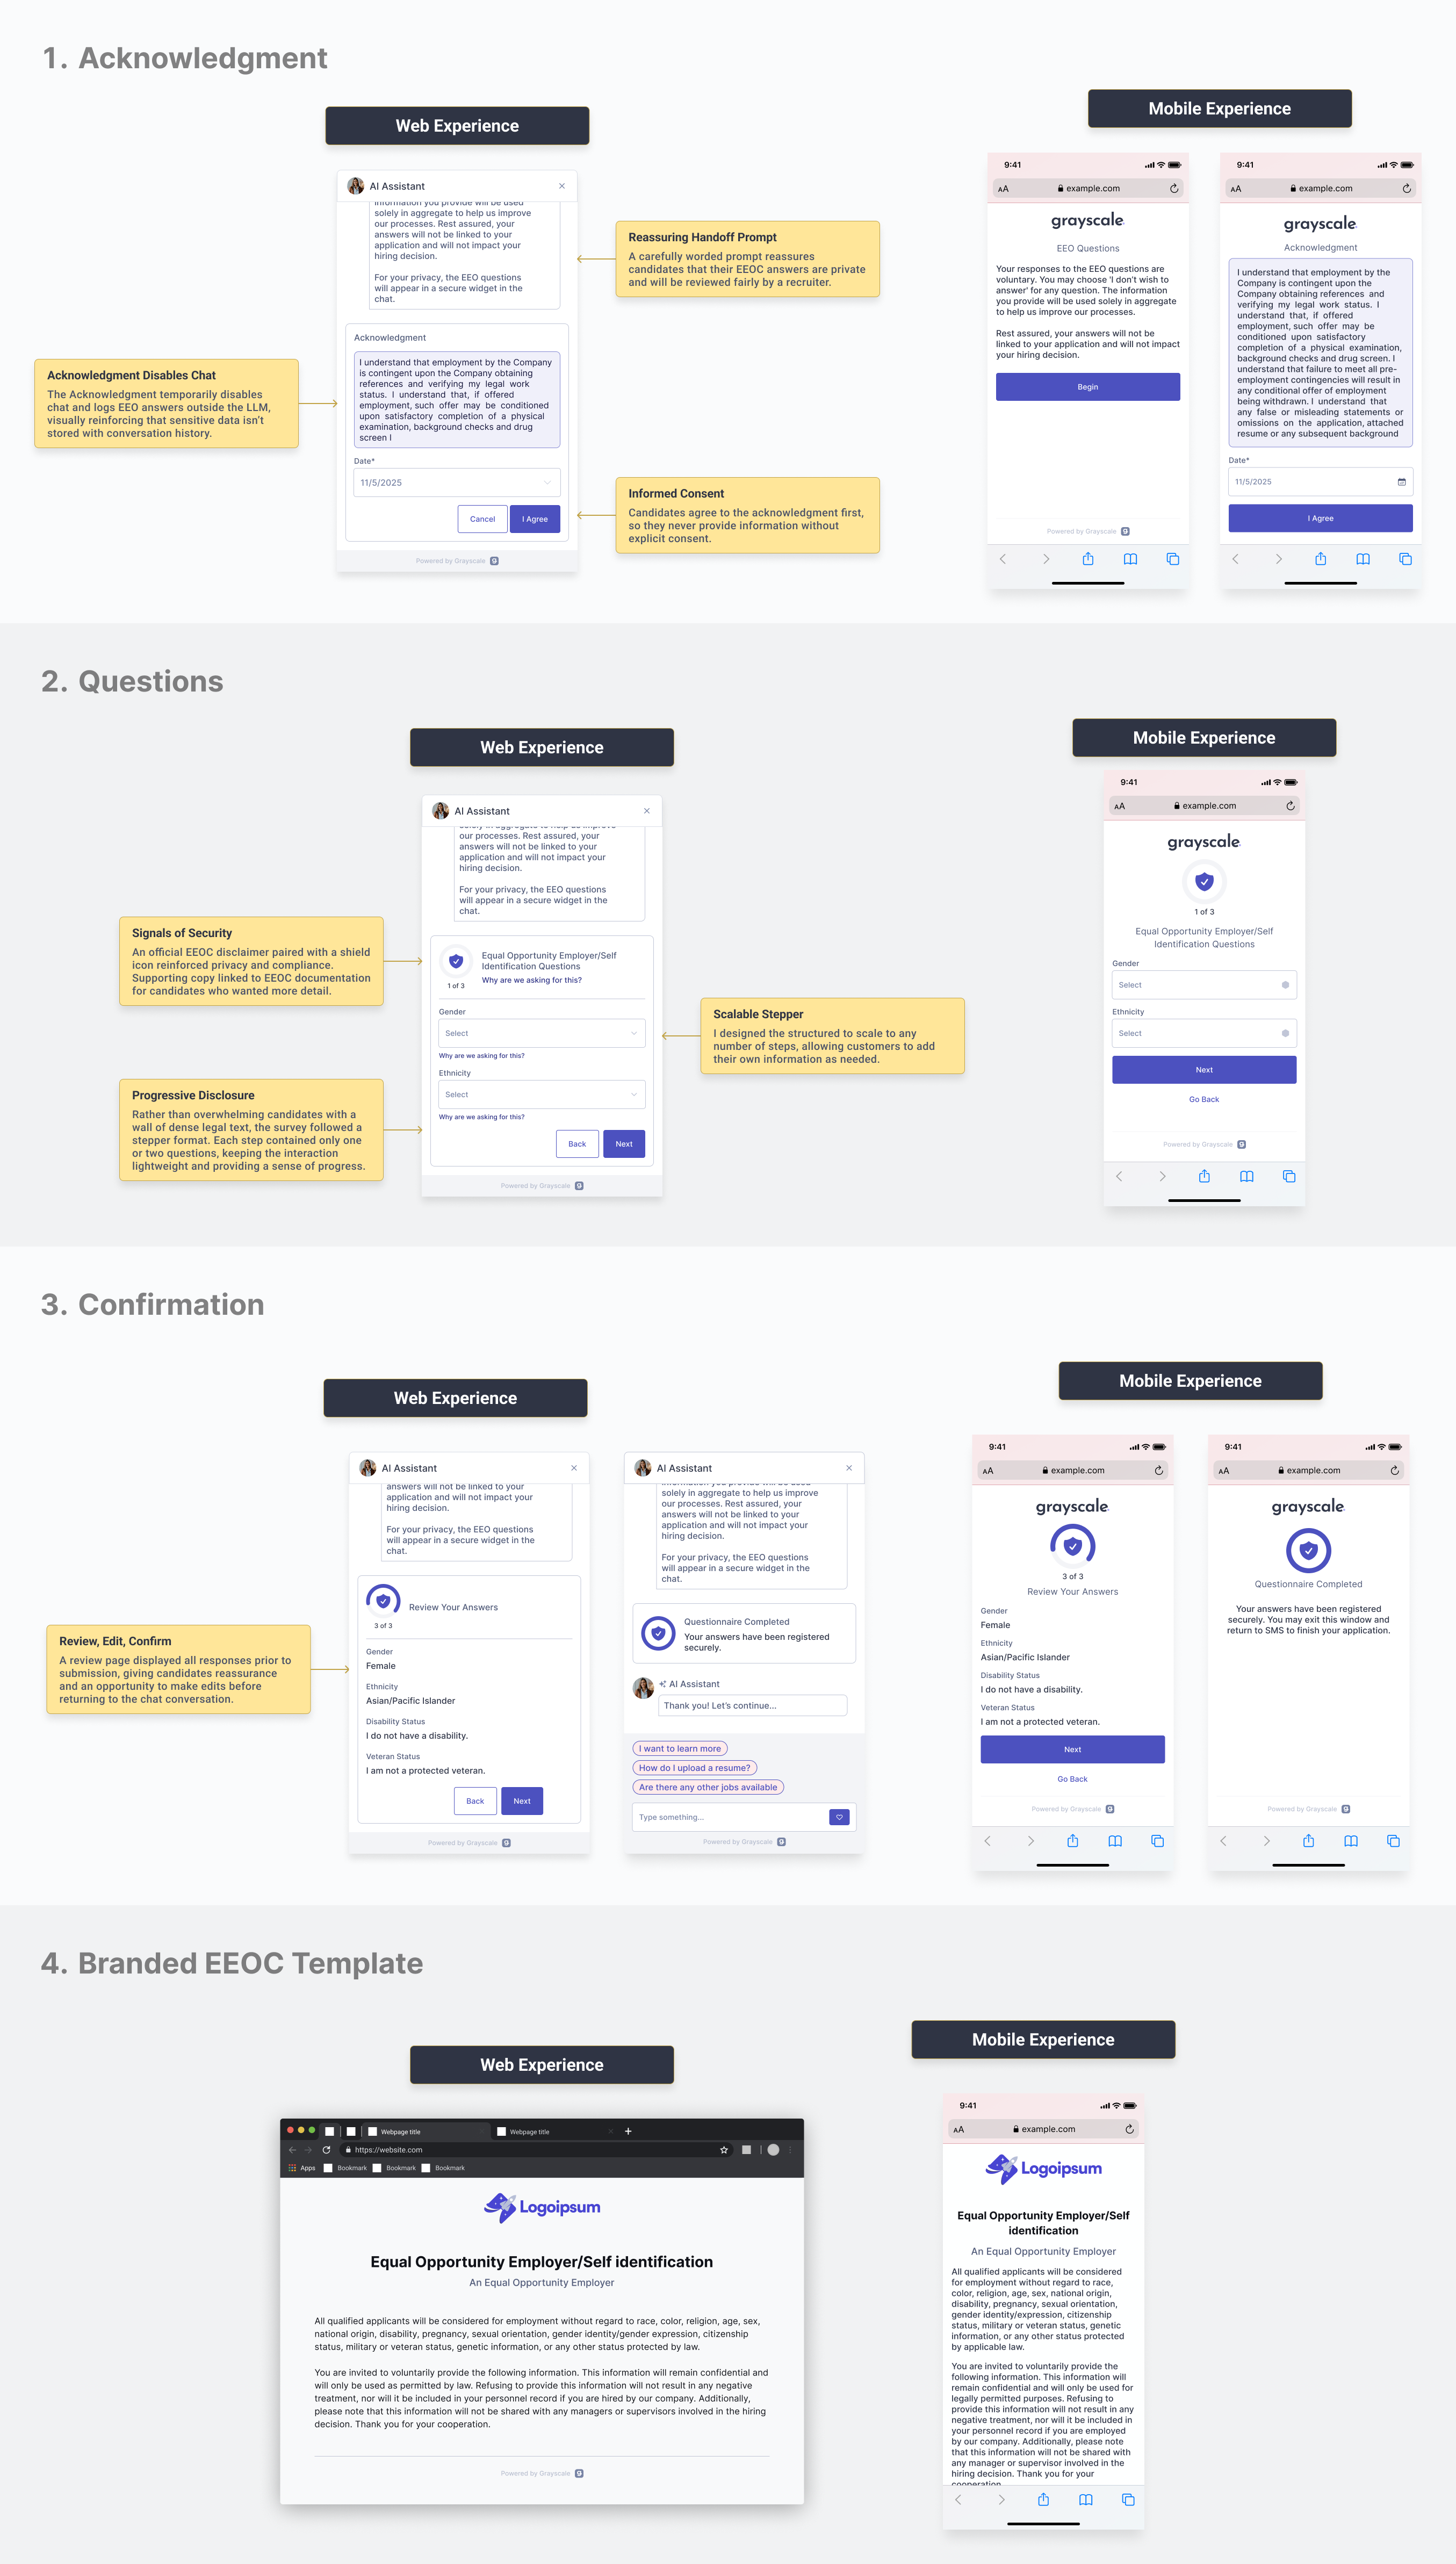 1. Acknowledgment
Web Experience
AI Assistant
information you provide will be used
solely in aggregate to help us improve
our processes. Rest assured, your
answers will not be linked to your
application and will not impact your
hiring decision.
For your privacy, the EEO questions
will appear in a secure widget in the
chat.
Acknowledgment
I understand that employment by the Company
is contingent upon the Company obtaining
references and verifying my legal work
status. I understand that, if offered
employment, such offer may be conditioned
upon satisfactory completion of a physical
examination, background checks and drug
screen I
Date*
11/5/2025
Cancel
I Agree
Powered by Grayscale
Acknowledgment Disables Chat
The Acknowledgment temporarily disables
chat and logs EEO answers outside the LLM,
visually reinforcing that sensitive data isn't
stored with conversation history.
Reassuring Handoff Prompt
A carefully worded prompt reassures
candidates that their EEOC answers are private
and will be reviewed fairly by a recruiter.
Informed Consent
Candidates agree to the acknowledgment first,
so they never provide information without
explicit consent.
Mobile Experience
9:41
AA
example.com
grayscale
EEO Questions
Your responses to the EEO questions are
voluntary. You may choose 'I don't wish to
answer' for any question. The information
you provide will be used solely in aggregate
to help us improve our processes.
Rest assured, your answers will not be
linked to your application and will not impact
your hiring decision.
Begin
Powered by Grayscale
9:41
AA
example.com
grayscale
Acknowledgment
I understand that employment by the
Company is contingent upon the
Company obtaining references and
verifying my legal work status. I
understand that, if offered
employment, such offer may be
conditioned upon satisfactory
completion of a physical examination,
background checks and drug screen. I
understand that failure to meet all pre-
employment contingencies will result in
any conditional offer of employment
being withdrawn. I understand that
any false or misleading statements or
omissions on the application, attached
resume or any subsequent background
Date*
11/5/2025
I Agree
2. Questions
Web Experience
AI Assistant
solely in aggregate to help us improve
our processes. Rest assured, your
answers will not be linked to your
application and will not impact your
hiring decision.
For your privacy, the EEO questions
will appear in a secure widget in the
chat.
1 of 3
Equal Opportunity Employer/Self
Identification Questions
Why are we asking for this?
Gender
Select
Why are we asking for this?
Ethnicity
Select
Why are we asking for this?
Back
Next
Powered by Grayscale
Signals of Security
An official EEOC disclaimer paired with a shield
icon reinforced privacy and compliance.
Supporting copy linked to EEOC documentation
for candidates who wanted more detail.
Progressive Disclosure
Rather than overwhelming candidates with a
wall of dense legal text, the survey followed a
stepper format. Each step contained only one
or two questions, keeping the interaction
lightweight and providing a sense of progress.
Scalable Stepper
I designed the structured to scale to any
number of steps, allowing customers to add
their own information as needed.
Mobile Experience
9:41
AA
example.com
grayscale
1 of 3
Equal Opportunity Employer/Self
Identification Questions
Gender
Select
Ethnicity
Select
Next
Go Back
Powered by Grayscale
3. Confirmation
Web Experience
AI Assistant
answers will not be linked to your
application and will not impact your
hiring decision.
For your privacy, the EEO questions
will appear in a secure widget in the
chat.
3 of 3
Review Your Answers
Gender
Female
Ethnicity
Asian/Pacific Islander
Disability Status
I do not have a disability.
Veteran Status
I am not a protected veteran.
Back
Next
Powered by Grayscale
Review, Edit, Confirm
A review page displayed all responses prior to
submission, giving candidates reassurance
and an opportunity to make edits before
returning to the chat conversation.
AI Assistant
information you provide will be used
solely in aggregate to help us improve
our processes. Rest assured, your
answers will not be linked to your
application and will not impact your
hiring decision.
For your privacy, the EEO questions
will appear in a secure widget in the
chat.
Questionnaire Completed
Your answers have been registered
securely.
AI Assistant
Thank you! Let's continue...
I want to learn more
How do I upload a resume?
Are there any other jobs available
Type something...
Powered by Grayscale
Mobile Experience
9:41
AA
example.com
grayscale
3 of 3
Review Your Answers
Gender
Female
Ethnicity
Asian/Pacific Islander
Disability Status
I do not have a disability.
Veteran Status
I am not a protected veteran.
Next
Go Back
Powered by Grayscale
9:41
AA
example.com
grayscale
Questionnaire Completed
Your answers have been registered
securely. You may exit this window and
return to SMS to finish your application.
Powered by Grayscale
4. Branded EEOC Template
Web Experience
Webpage title
Webpage title
https://website.com
Apps
Bookmark
Bookmark
Bookmark
Logoipsum
Equal Opportunity Employer/Self identification
An Equal Opportunity Employer
All qualified applicants will be considered for employment without regard to race, color, religion, age, sex,
national origin, disability, pregnancy, sexual orientation, gender identity/gender expression, citizenship
status, military or veteran status, genetic information, or any other status protected by law.
You are invited to voluntarily provide the following information. This information will remain confidential and
will only be used as permitted by law. Refusing to provide this information will not result in any negative
treatment, nor will it be included in your personnel record if you are hired by our company. Additionally,
please note that this information will not be shared with any managers or supervisors involved in the hiring
decision. Thank you for your cooperation.
Powered by Grayscale
Mobile Experience
9:41
AA
example.com
Logoipsum
Equal Opportunity Employer/Self
identification
An Equal Opportunity Employer
All qualified applicants will be considered
for employment without regard to race,
color, religion, age, sex, national origin,
disability, pregnancy, sexual orientation,
gender identity/expression, citizenship
status, military or veteran status, genetic
information, or any other status protected
by applicable law.
You are invited to voluntarily provide the
following information. This information will
remain confidential and will only be used for
legally permitted purposes. Refusing to
provide this information will not result in any
negative treatment, nor will it be included in
your personnel record if you are employed
by our company. Additionally, please note
that this information will not be shared with
any manager or supervisor involved in the
hiring decision. Thank you for your
cooperation.